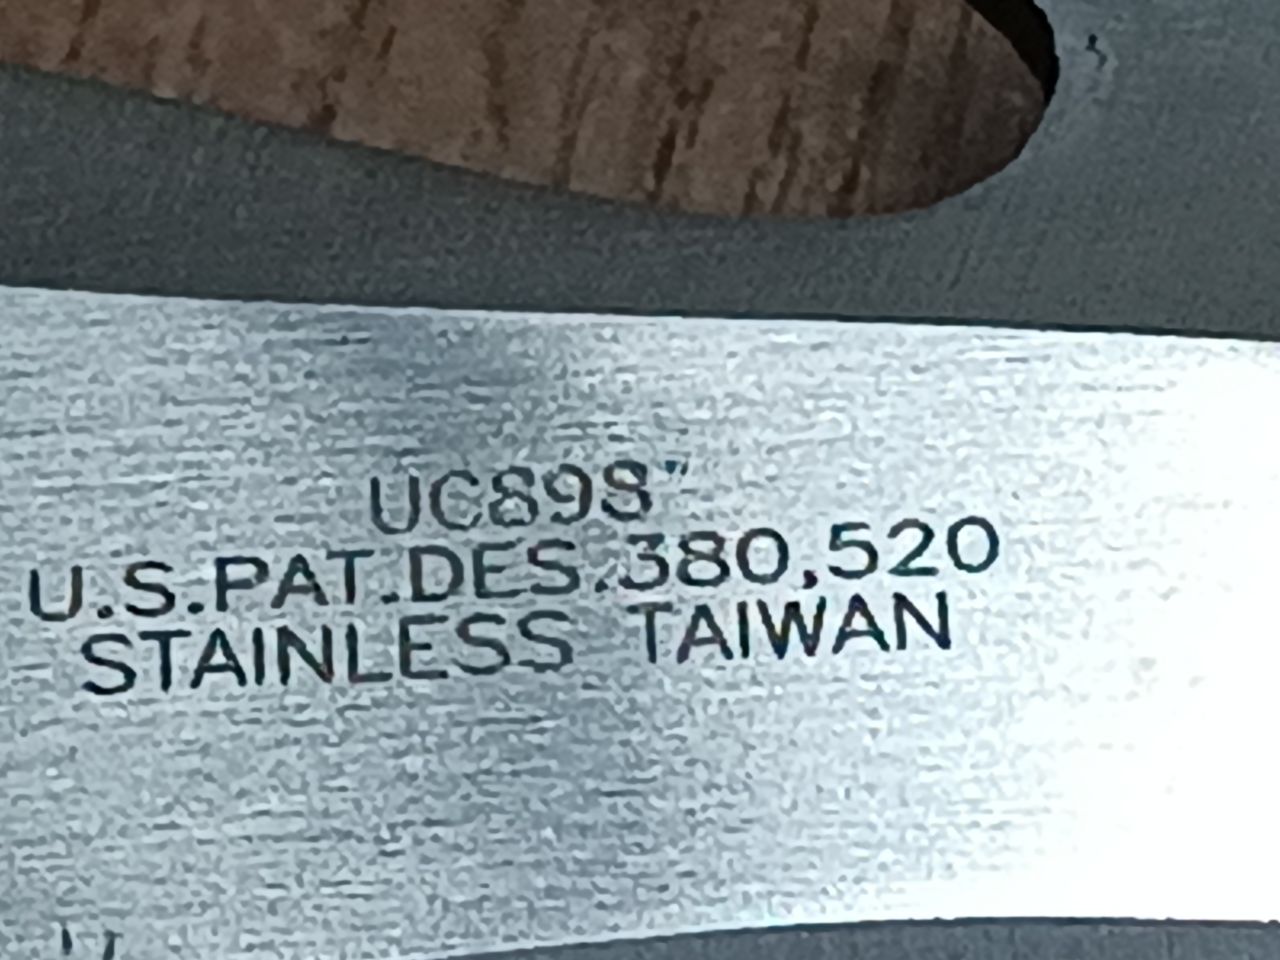 UC898"
U.S.PAT.DES.380,520
STAINLESS TAIWAN